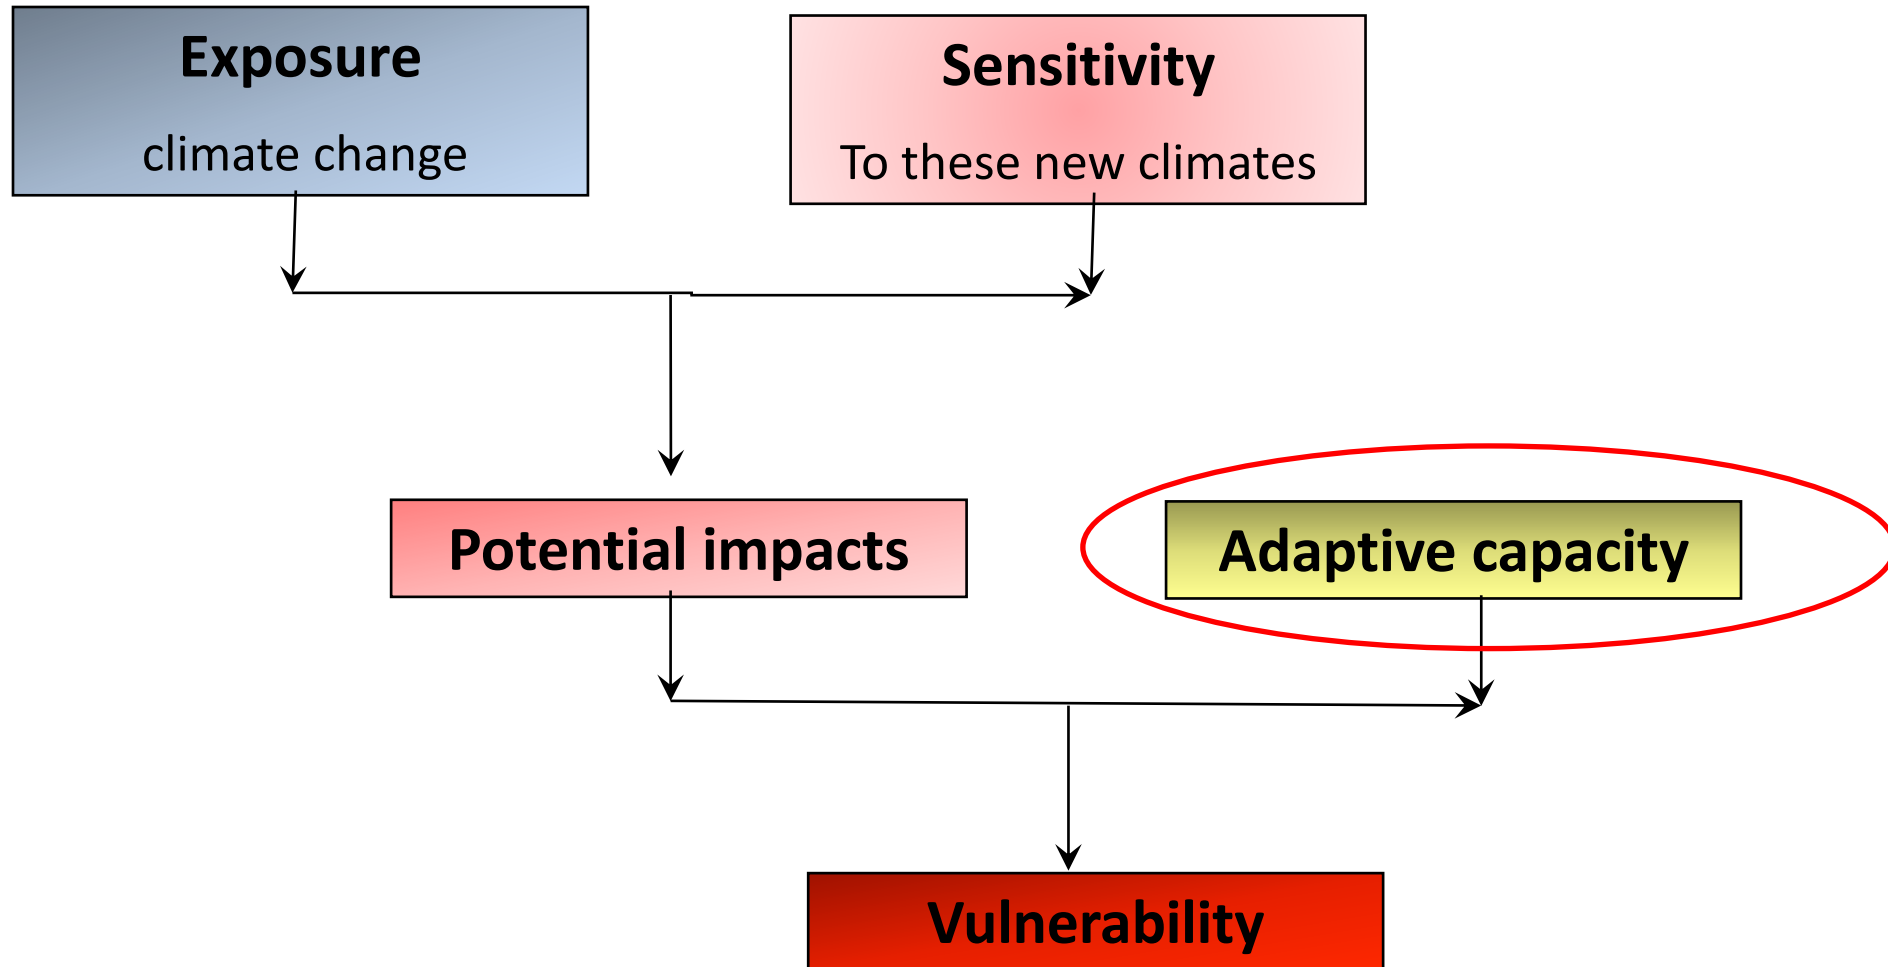 Exposure
climate change
Sensitivity
To these new climates
Potential impacts
Adaptive capacity
Vulnerability